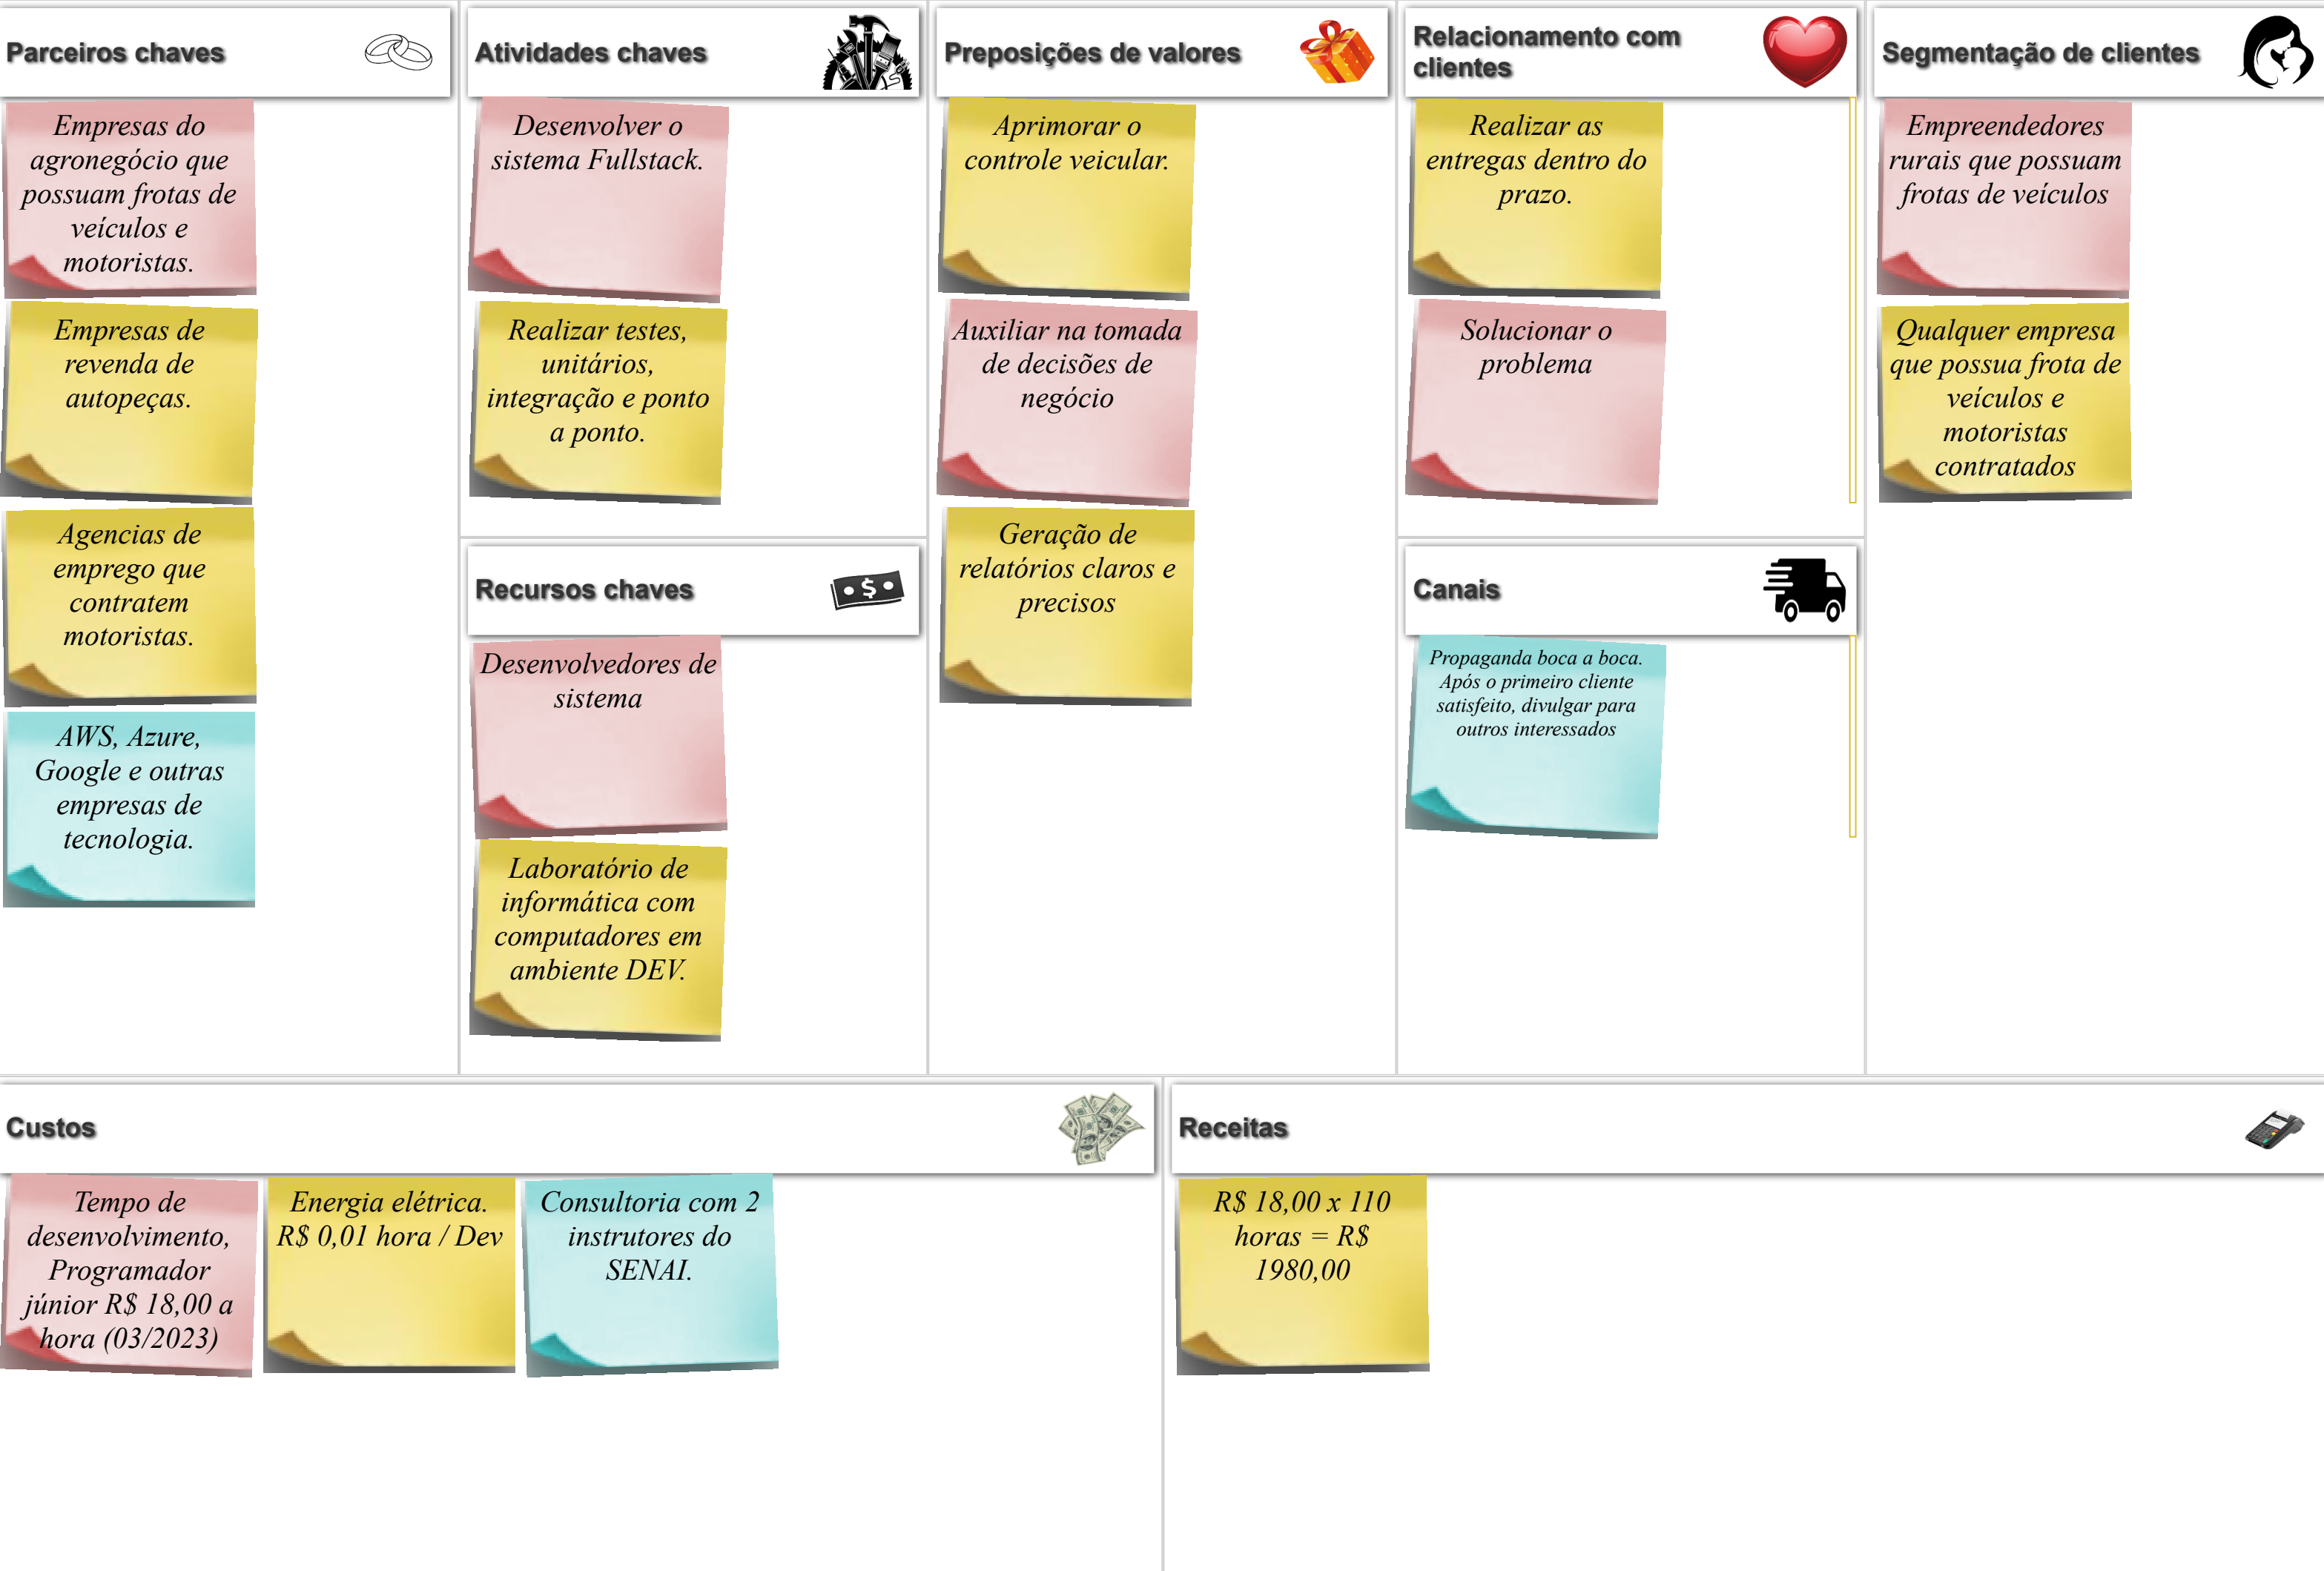 Parceiros chaves
Empresas do
agronegócio que
possuam frotas de
veículos e
motoristas.
Empresas de
revenda de
autopeças.
Agencias de
emprego que
contratem
motoristas.
AWS, Azure,
Google e outras
empresas de
tecnologia.
Atividades chaves
Desenvolver o
sistema Fullstack.
Realizar testes,
unitários,
integração e ponto
a ponto.
Recursos chaves
Desenvolvedores de
sistema
Laboratório de
informática com
computadores em
ambiente DEV.
Preposições de valores
Aprimorar o
controle veicular.
Auxiliar na tomada
de decisões de
negócio
Geração de
relatórios claros e
precisos
Relacionamento com
clientes
Realizar as
entregas dentro do
prazo.
Solucionar o
problema
Canais
Propaganda boca a boca.
Após o primeiro cliente
satisfeito, divulgar para
outros interessados
Segmentação de clientes
Empreendedores
rurais que possuam
frotas de veículos
Qualquer empresa
que possua frota de
veículos e
motoristas
contratados
Custos
Tempo de
desenvolvimento,
Programador
júnior R$ 18,00 a
hora (03/2023)
Energia elétrica.
R$ 0,01 hora / Dev
Consultoria com 2
instrutores do
SENAI.
Receitas
R$ 18,00 x 110
horas = R$
1980,00